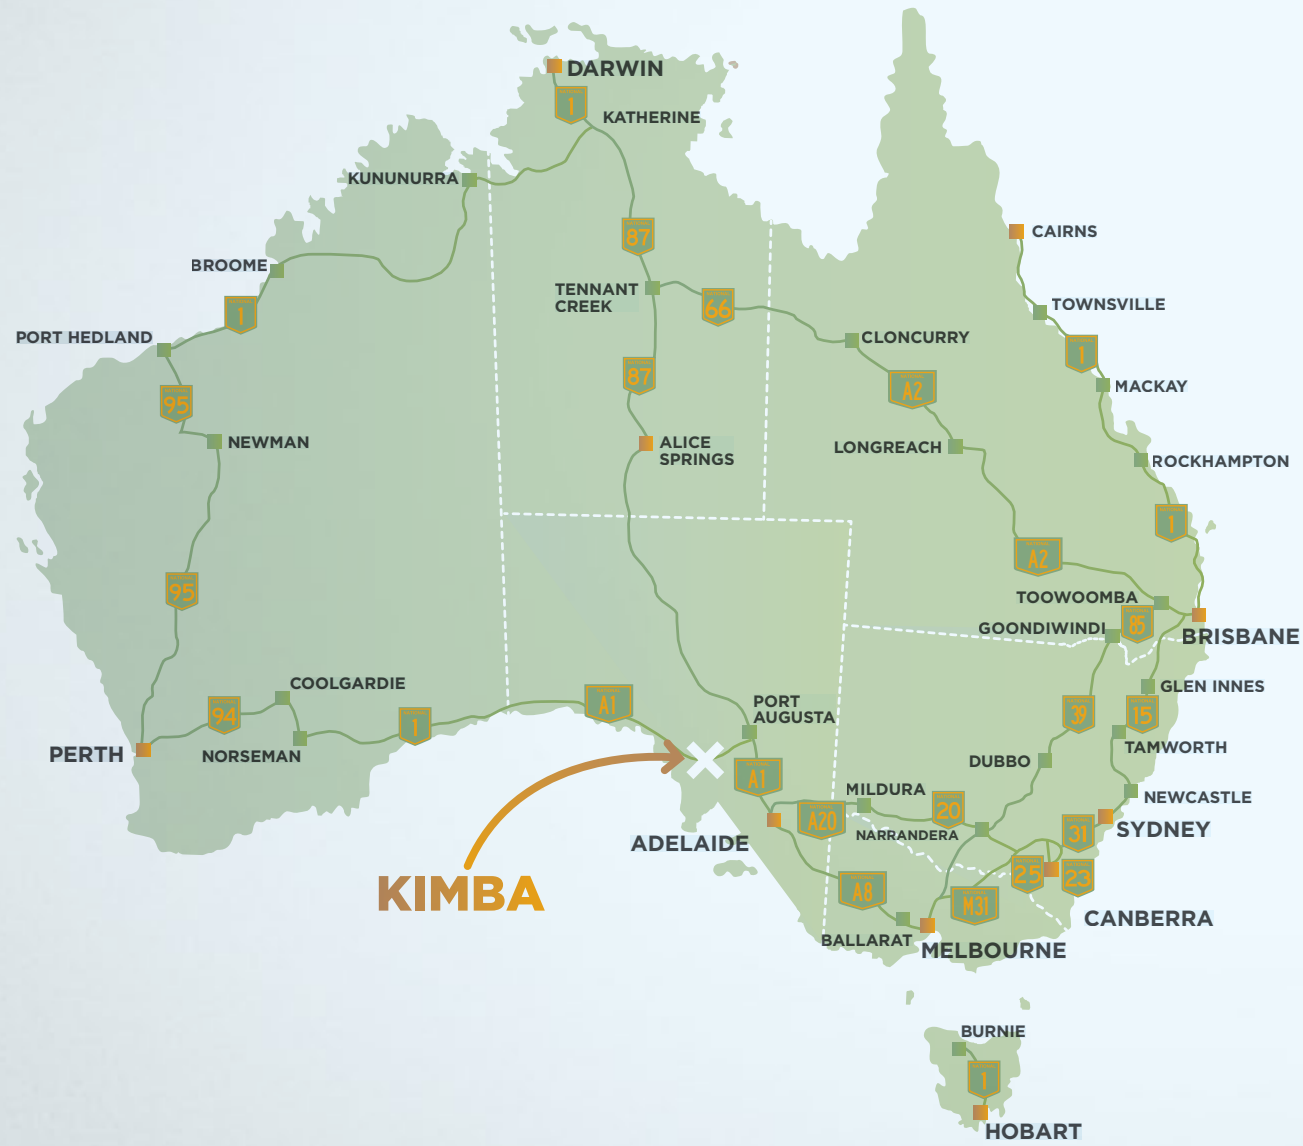 DARWIN
1
KATHERINE
KUNUNURRA
CAIRNS
87
BROOME
TENNANT
CREEK
66
TOWNSVILLE
1
PORT HEDLAND
CLONCURRY
1
87
A2
MACKAY
95
NEWMAN
ALICE
SPRINGS
LONGREACH
ROCKHAMPTON
1
A2
95
TOOWOOMBA
85
GOONDIWINDI
BRISBANE
COOLGARDIE
GLEN INNES
PORT
AUGUSTA
A1
94
1
39
15
PERTH
NORSEMAN
TAMWORTH
DUBBO
A1
MILDURA
NEWCASTLE
20
A20
SYDNEY
NARRANDERA
31
ADELAIDE
25
23
KIMBA
A8
M31
CANBERRA
BALLARAT
MELBOURNE
BURNIE
1
HOBART